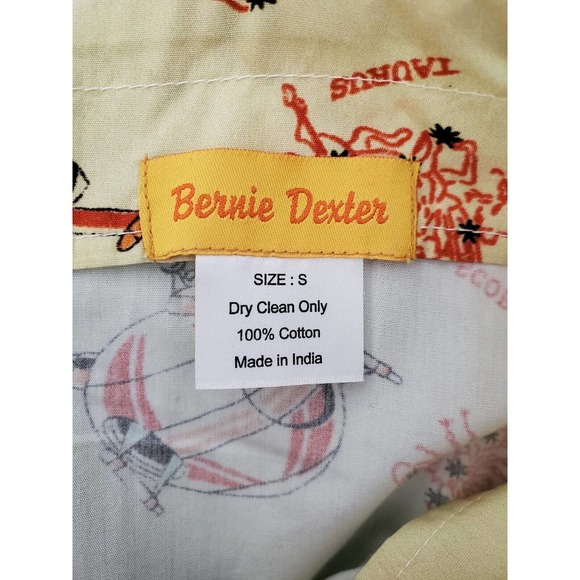 TAURUS
Bernie Dexter
SIZE : S
Dry Clean Only
100% Cotton
Made in India